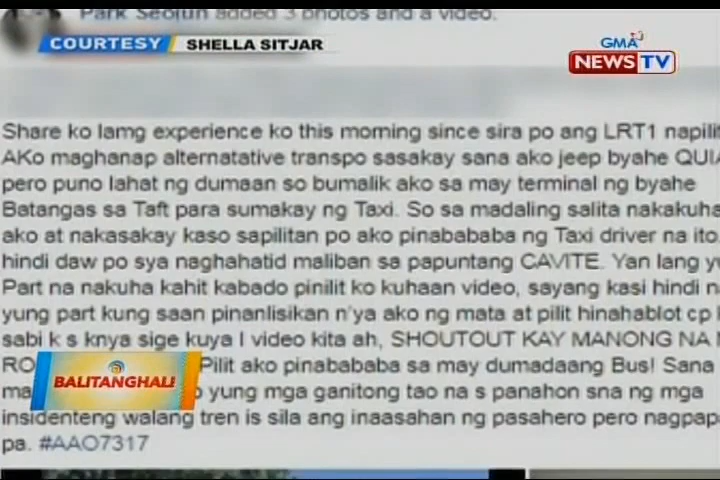 Park Seojun added 3 photos and a video.
COURTESY SHELLA SITJAR
GMA
NEWS TV
Share ko lamg experience ko this morning since sira po ang LRT1 napilit
AKo maghanap alternatative transpo sasakay sana ako jeep byahe QUIA
pero puno lahat ng dumaan so bumalik ako sa may terminal ng byahe
Batangas sa Taft para sumakay ng Taxi. So sa madaling salita nakakuha
ako at nakasakay kaso sapilitan po ako pinabababa ng Taxi driver na ito.
hindi daw po sya naghahatid maliban sa papuntang CAVITE. Yan lang yu
Part na nakuha kahit kabado pinilit ko kuhaan video, sayang kasi hindi na
yung part kung saan pinanlisikan n'ya ako ng mata at pilit hinahablot cp
sabi k s knya sige kuya I video kita ah, SHOUTOUT KAY MANONG NA
RO Pilit ako pinabababa sa may dumadaang Bus! Sana
ma yung mga ganitong tao na s panahon sna ng mga
insidenteng walang tren is sila ang inaasahan ng pasahero pero nagpapa
pa. #AAO7317
BALITANGHALI